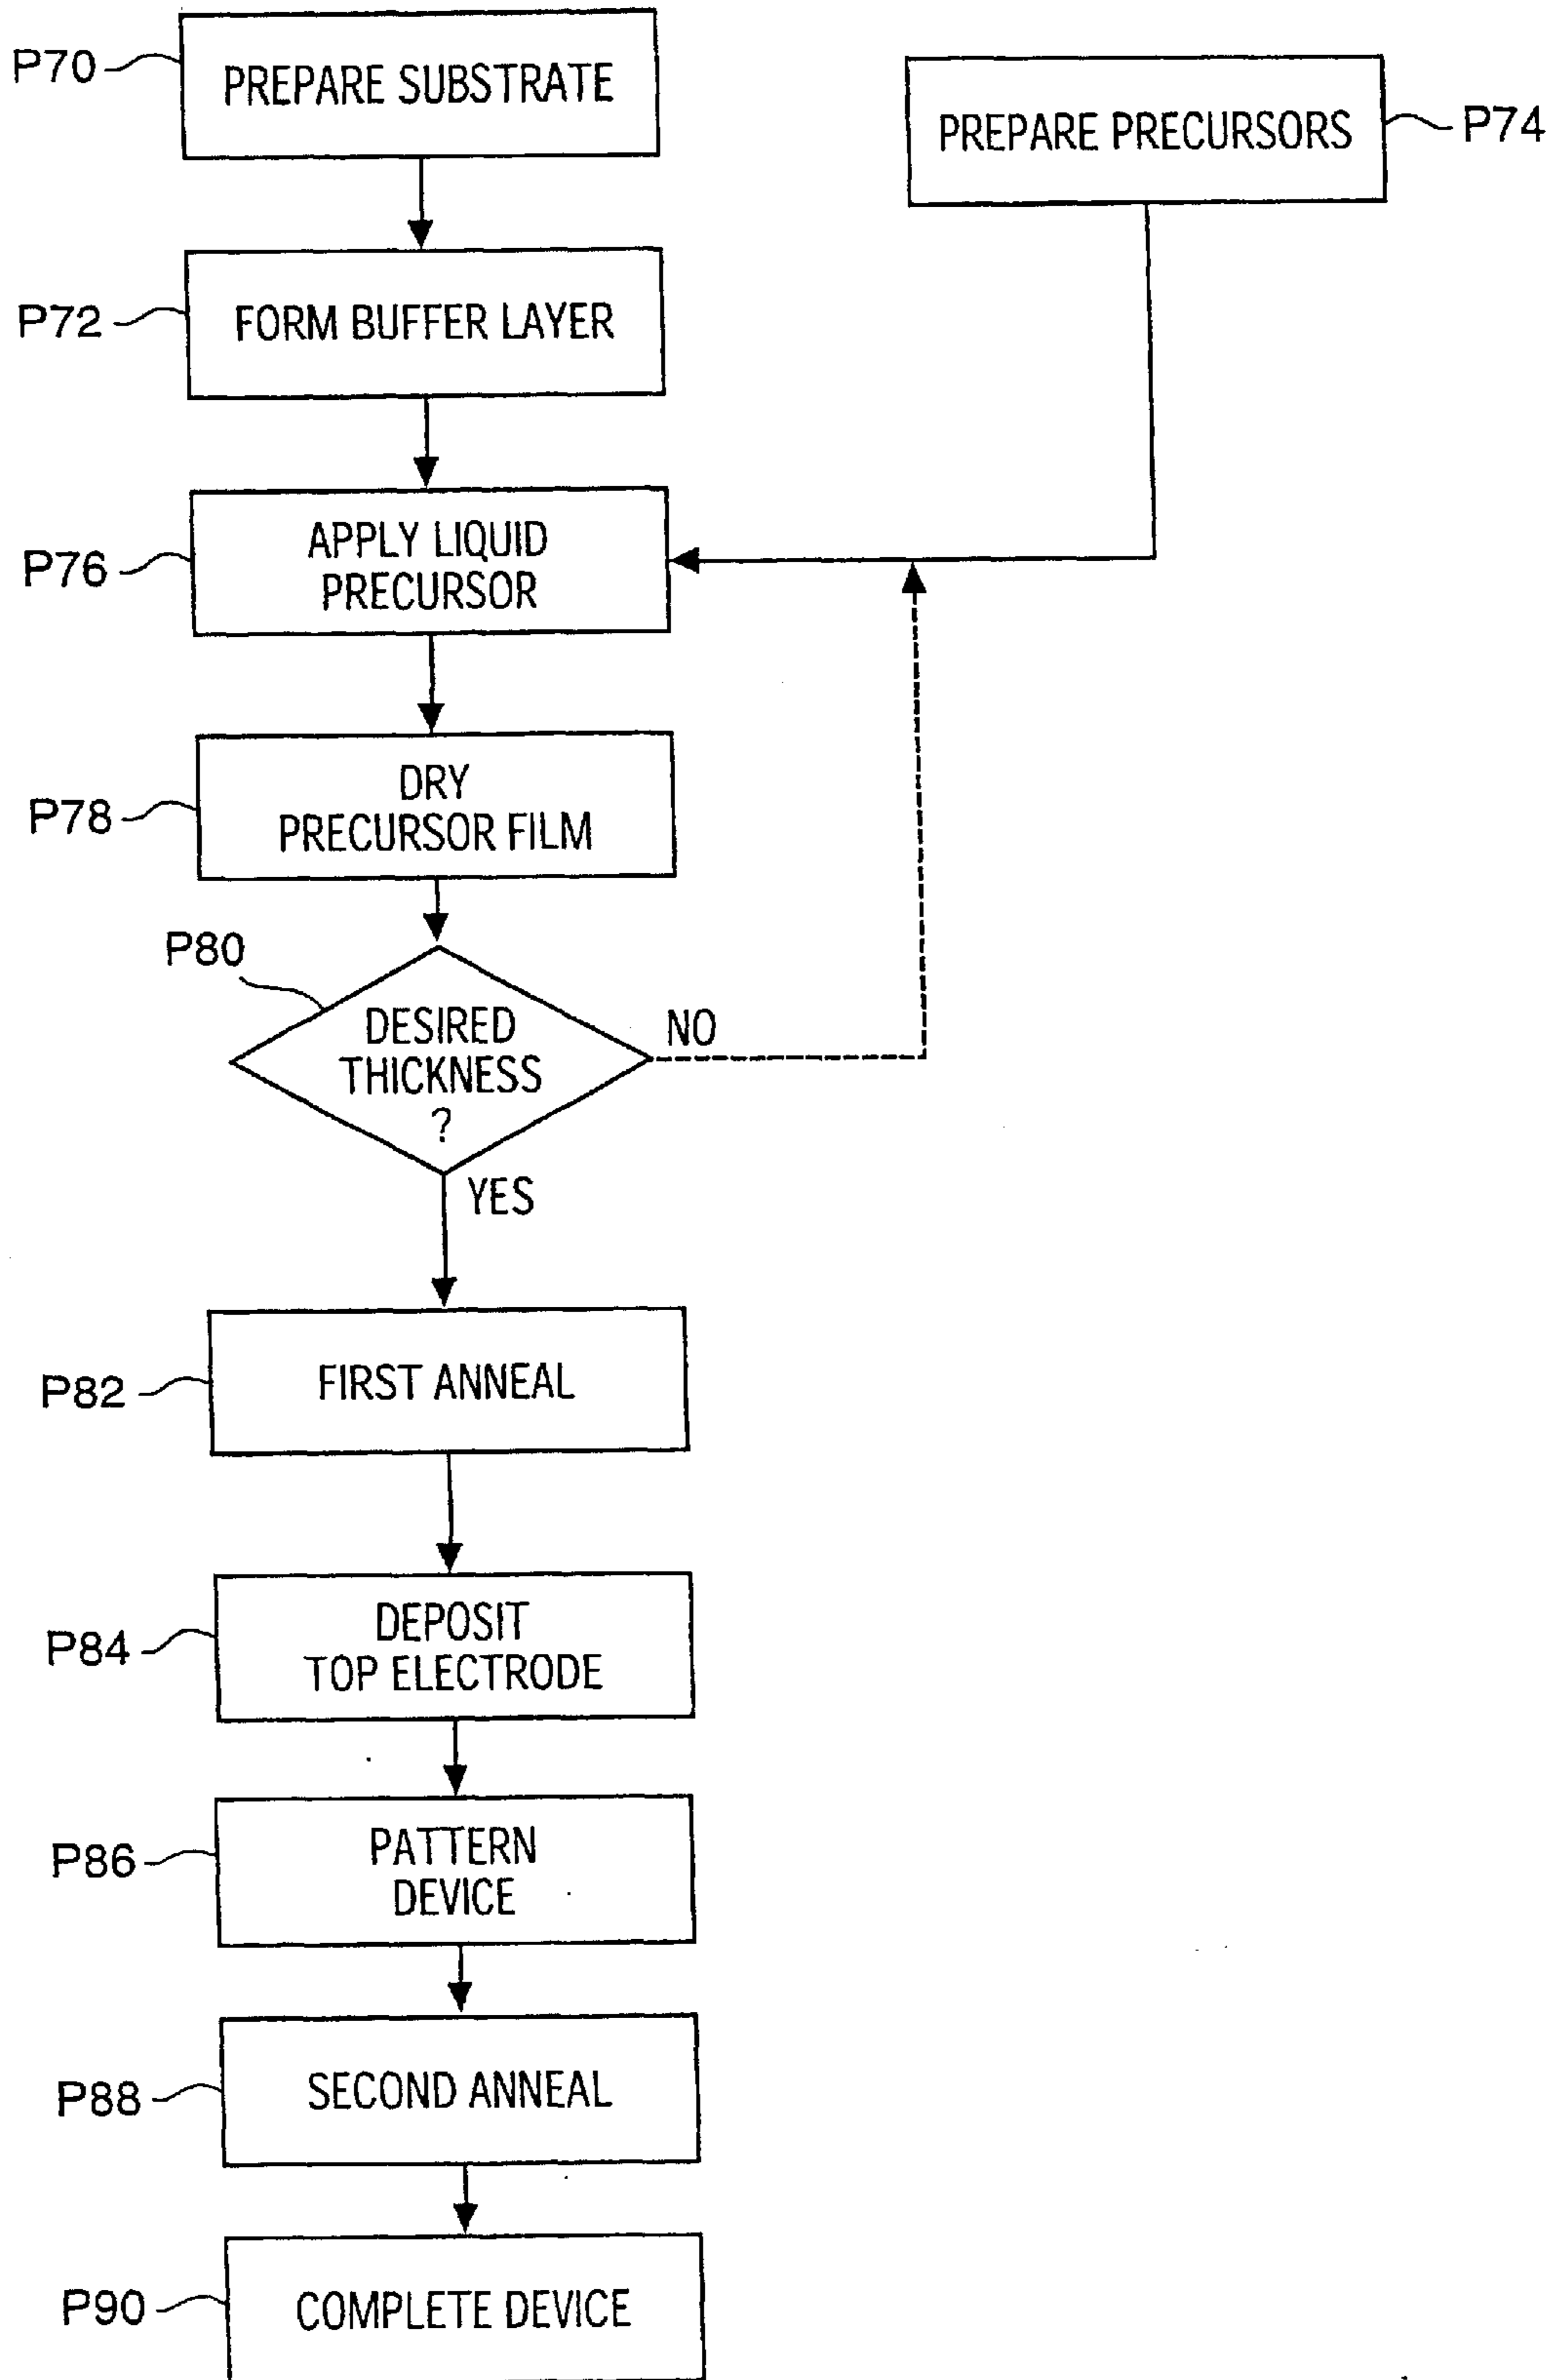 P70
PREPARE SUBSTRATE
PREPARE PRECURSORS
P74
P72
FORM BUFFER LAYER
P76
APPLY LIQUID
PRECURSOR
P78
DRY
PRECURSOR FILM
P80
DESIRED
THICKNESS
?
NO
YES
P82
FIRST ANNEAL
P84
DEPOSIT
TOP ELECTRODE
P86
PATTERN
DEVICE
P88
SECOND ANNEAL
P90
COMPLETE DEVICE